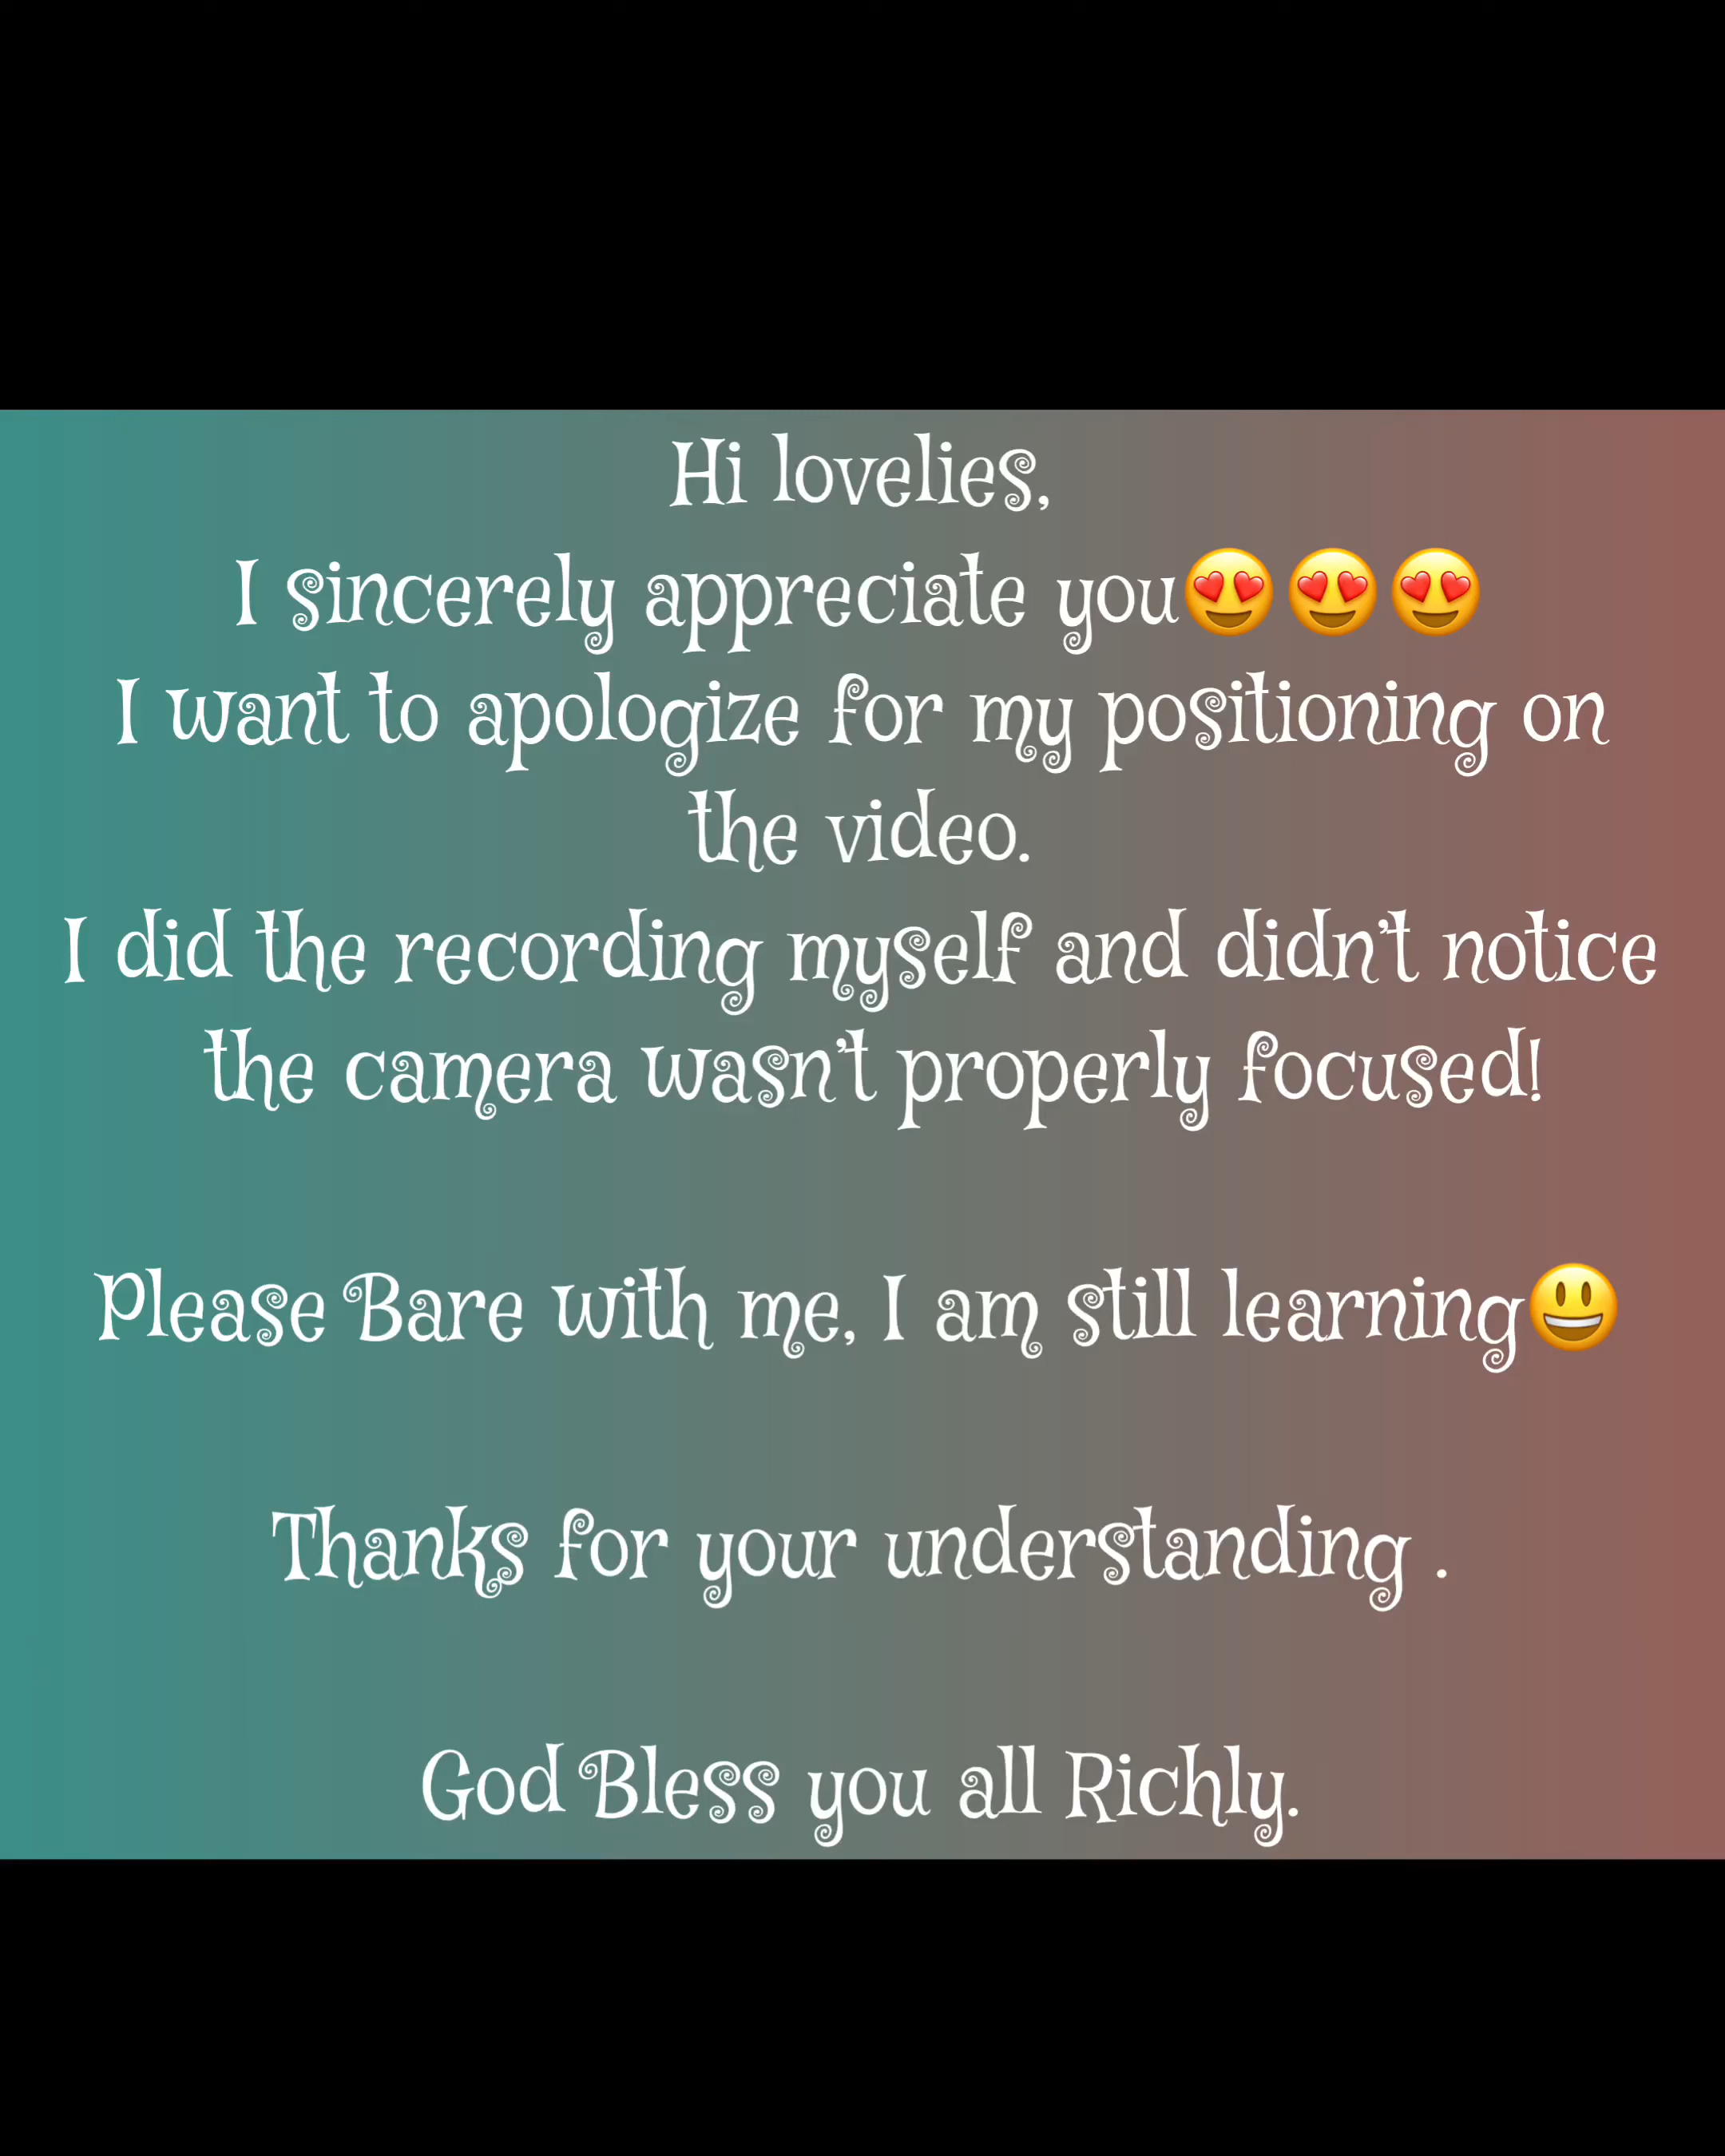 Hi lovelies,
I sincerely appreciate you😍😍😍
I want to apologize for my positioning on
the video.
I did the recording myself and didn't notice
the camera wasn't properly focused!
Please Bare with me, I am still learning😃
Thanks for your understanding .
God Bless you all Richly.